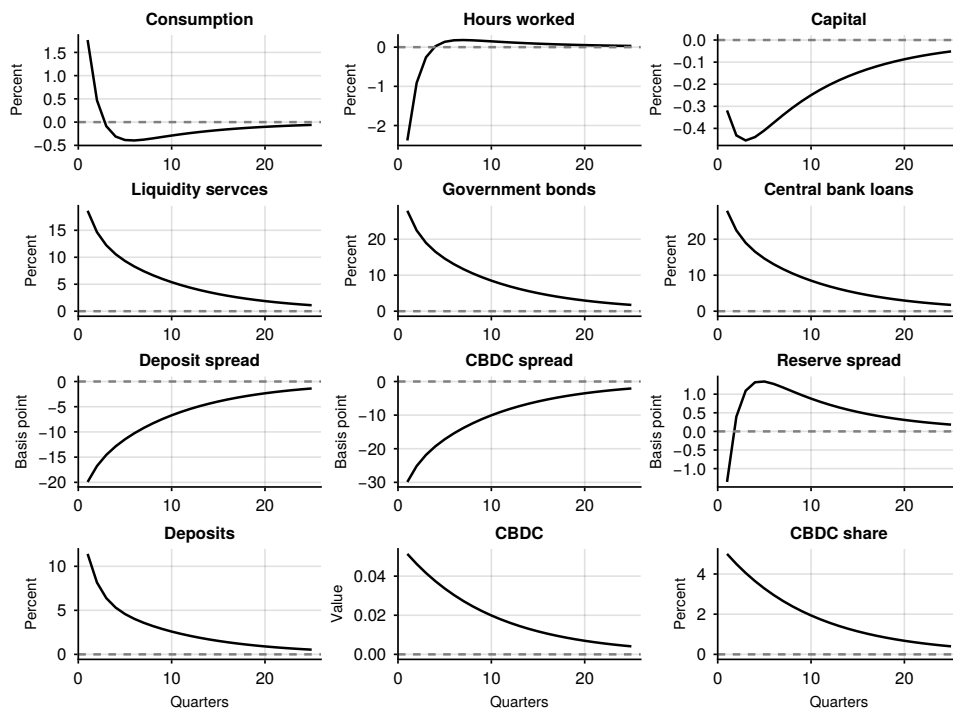 Consumption Hours worked Capital
Percent Percent Percent
1.5 1.0 0.5 0.0 −0.5
0 −1 −2
0.0 −0.1 −0.2 −0.3 −0.4
0 10 20 0 10 20 0 10 20
Liquidity servces Government bonds Central bank loans
Percent Percent Percent
15 10 5 0
20 10 0
20 10 0
0 10 20 0 10 20 0 10 20
Deposit spread CBDC spread Reserve spread
Basis point Basis point Basis point
0 −5 −10 −15 −20
0 −10 −20 −30
1.0 0.5 0.0 −0.5 −1.0
0 10 20 0 10 20 0 10 20
Deposits CBDC CBDC share
Percent Value Percent
10 5 0
0.04 0.02 0.00
4 2 0
0 10 20 0 10 20 0 10 20
Quarters Quarters Quarters